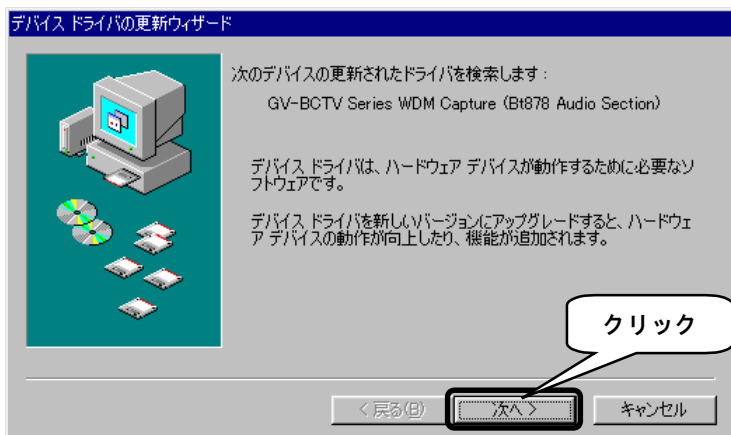 デバイス ドライバの更新ウィザード
次のデバイスの更新されたドライバを検索します：
GV-BCTV Series WDM Capture (Bt878 Audio Section)
デバイス ドライバは、ハードウェア デバイスが動作するために必要なソ
フトウェアです。
デバイス ドライバを新しいバージョンにアップグレードすると、ハードウェ
ア デバイスの動作が向上したり、機能が追加されます。
クリック
< 戻る(B)
次へ >
キャンセル